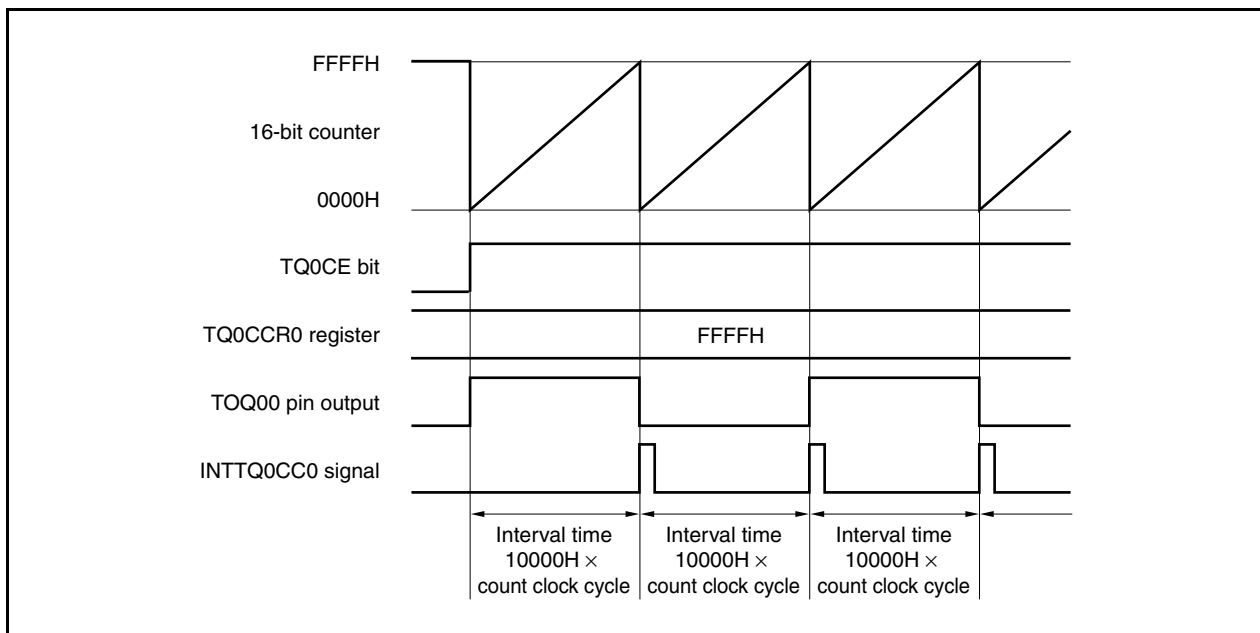 FFFFH
16-bit counter
0000H
TQ0CE bit
TQ0CCR0 register
FFFFH
TOQ00 pin output
INTTQ0CC0 signal
Interval time
10000H ×
count clock cycle
Interval time
10000H ×
count clock cycle
Interval time
10000H ×
count clock cycle